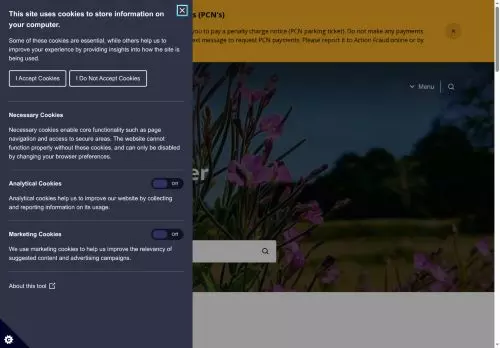 This site uses cookies to store information on
your computer.
Some of these cookies are essential, while others help us to
improve your experience by providing insights into how the site is
being used.
I Accept Cookies
I Do Not Accept Cookies
Necessary Cookies
Necessary cookies enable core functionality such as page
navigation and access to secure areas. The website cannot
function properly without these cookies, and can only be disabled
by changing your browser preferences.
Analytical Cookies
Off
Analytical cookies help us to improve our website by collecting
and reporting information on its usage.
Marketing Cookies
Off
We use marketing cookies to help us improve the relevancy of
suggested content and advertising campaigns.
About this tool
s (PCN's)
you to pay a penalty charge notice (PCN parking ticket). Do not make any payments
ed message to request PCN payments. Please report it to Action Fraud online or by
Menu
er